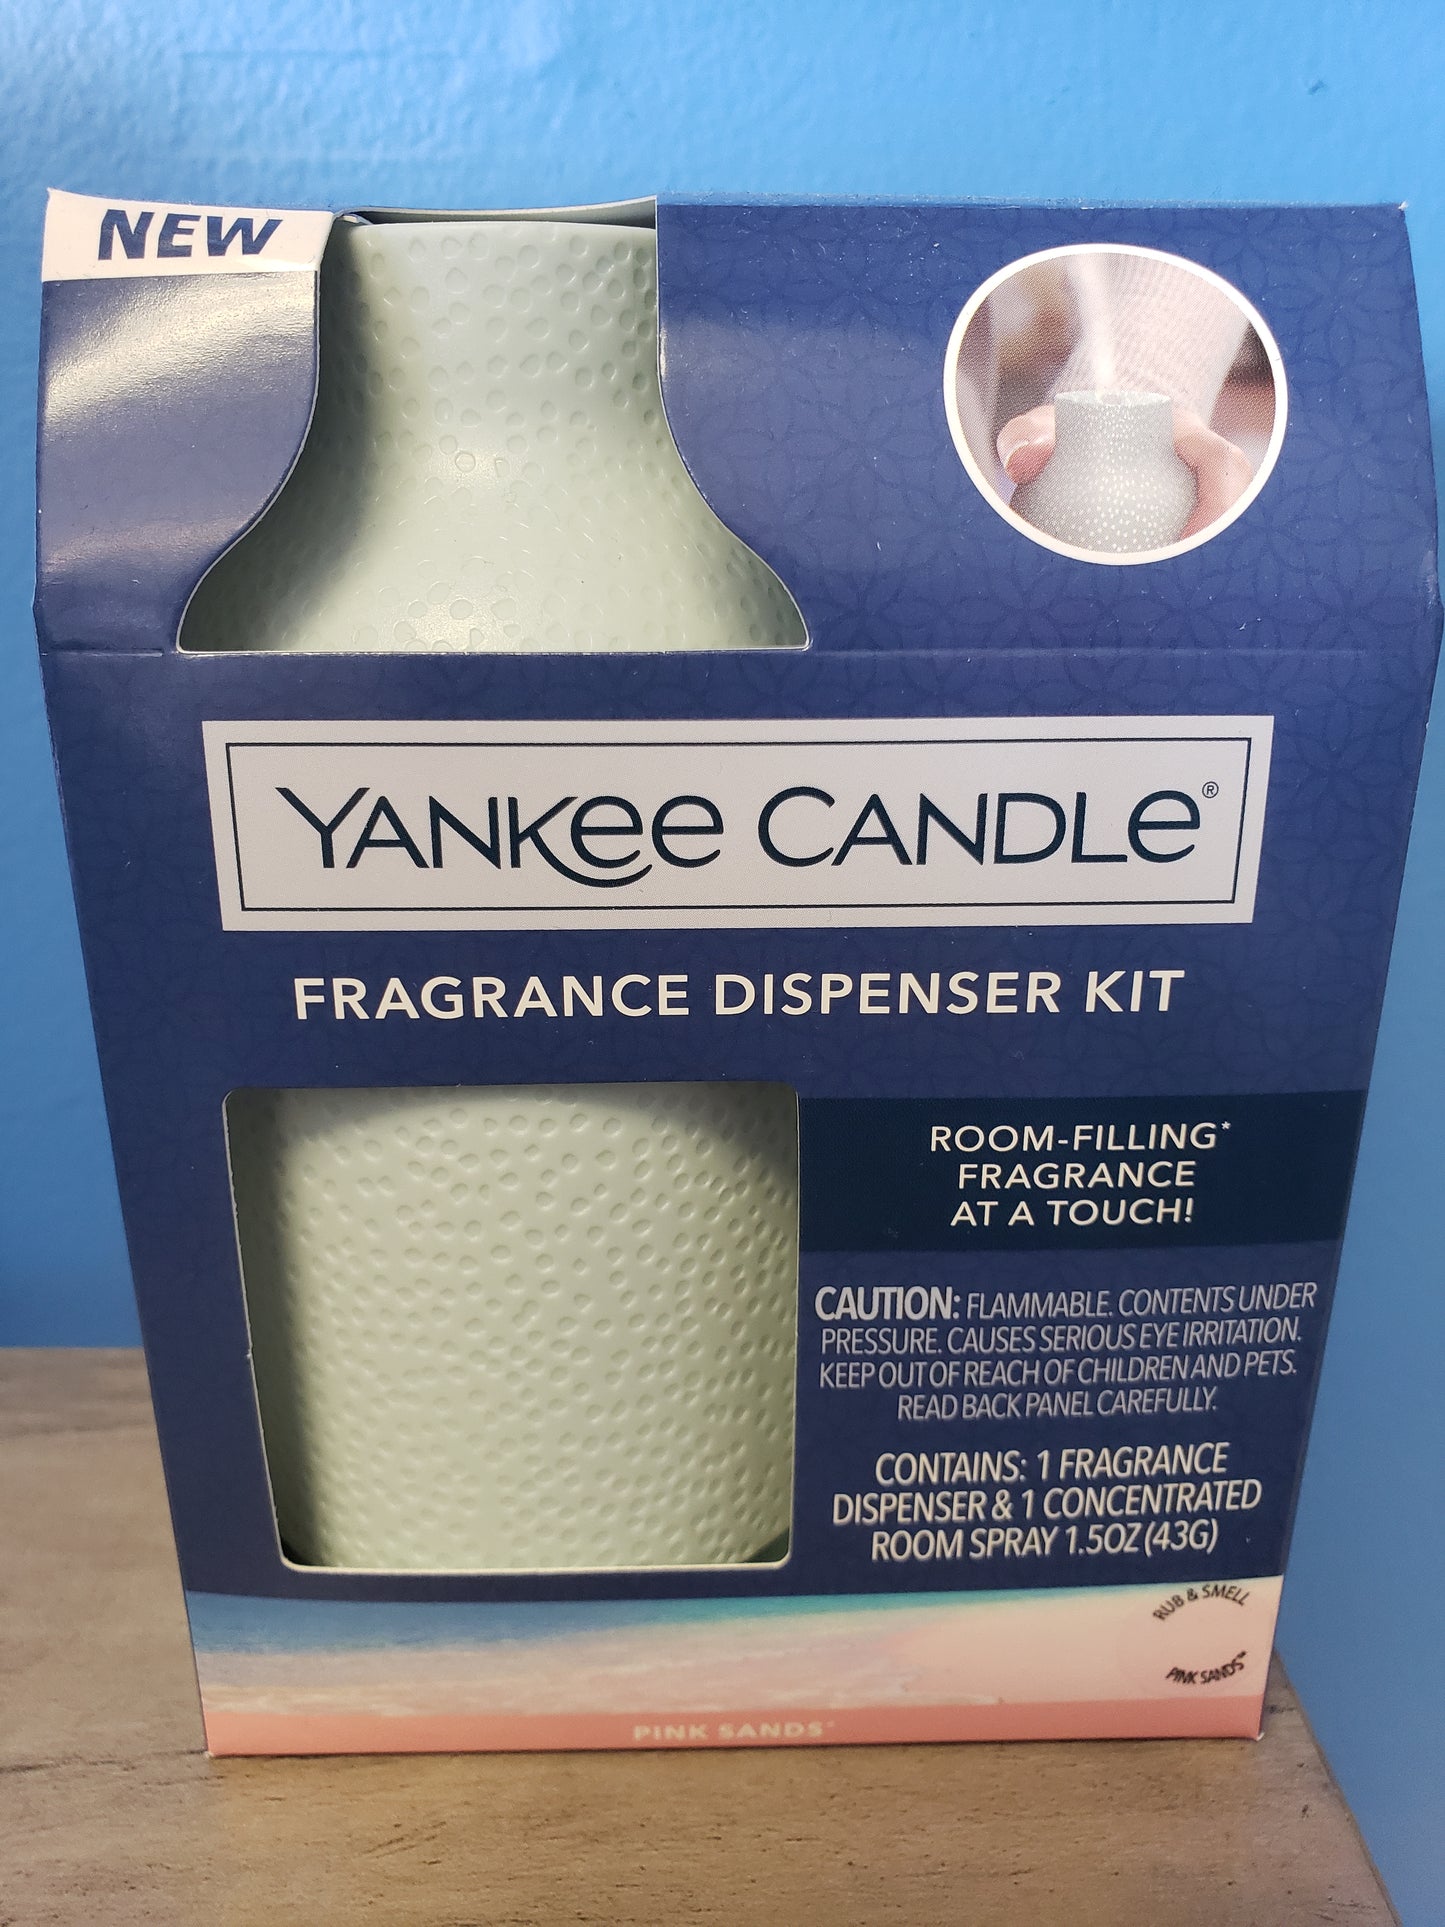 NEW
YANKEE CANDLE®
FRAGRANCE DISPENSER KIT
ROOM-FILLING*
FRAGRANCE
AT A TOUCH!
CAUTION: FLAMMABLE. CONTENTS UNDER
PRESSURE. CAUSES SERIOUS EYE IRRITATION.
KEEP OUT OF REACH OF CHILDREN AND PETS.
READ BACK PANEL CAREFULLY.
CONTAINS: 1 FRAGRANCE
DISPENSER & 1 CONCENTRATED
ROOM SPRAY 1.5OZ (43G)
RUB & SMELL
PINK SANDS™
PINK SANDS™